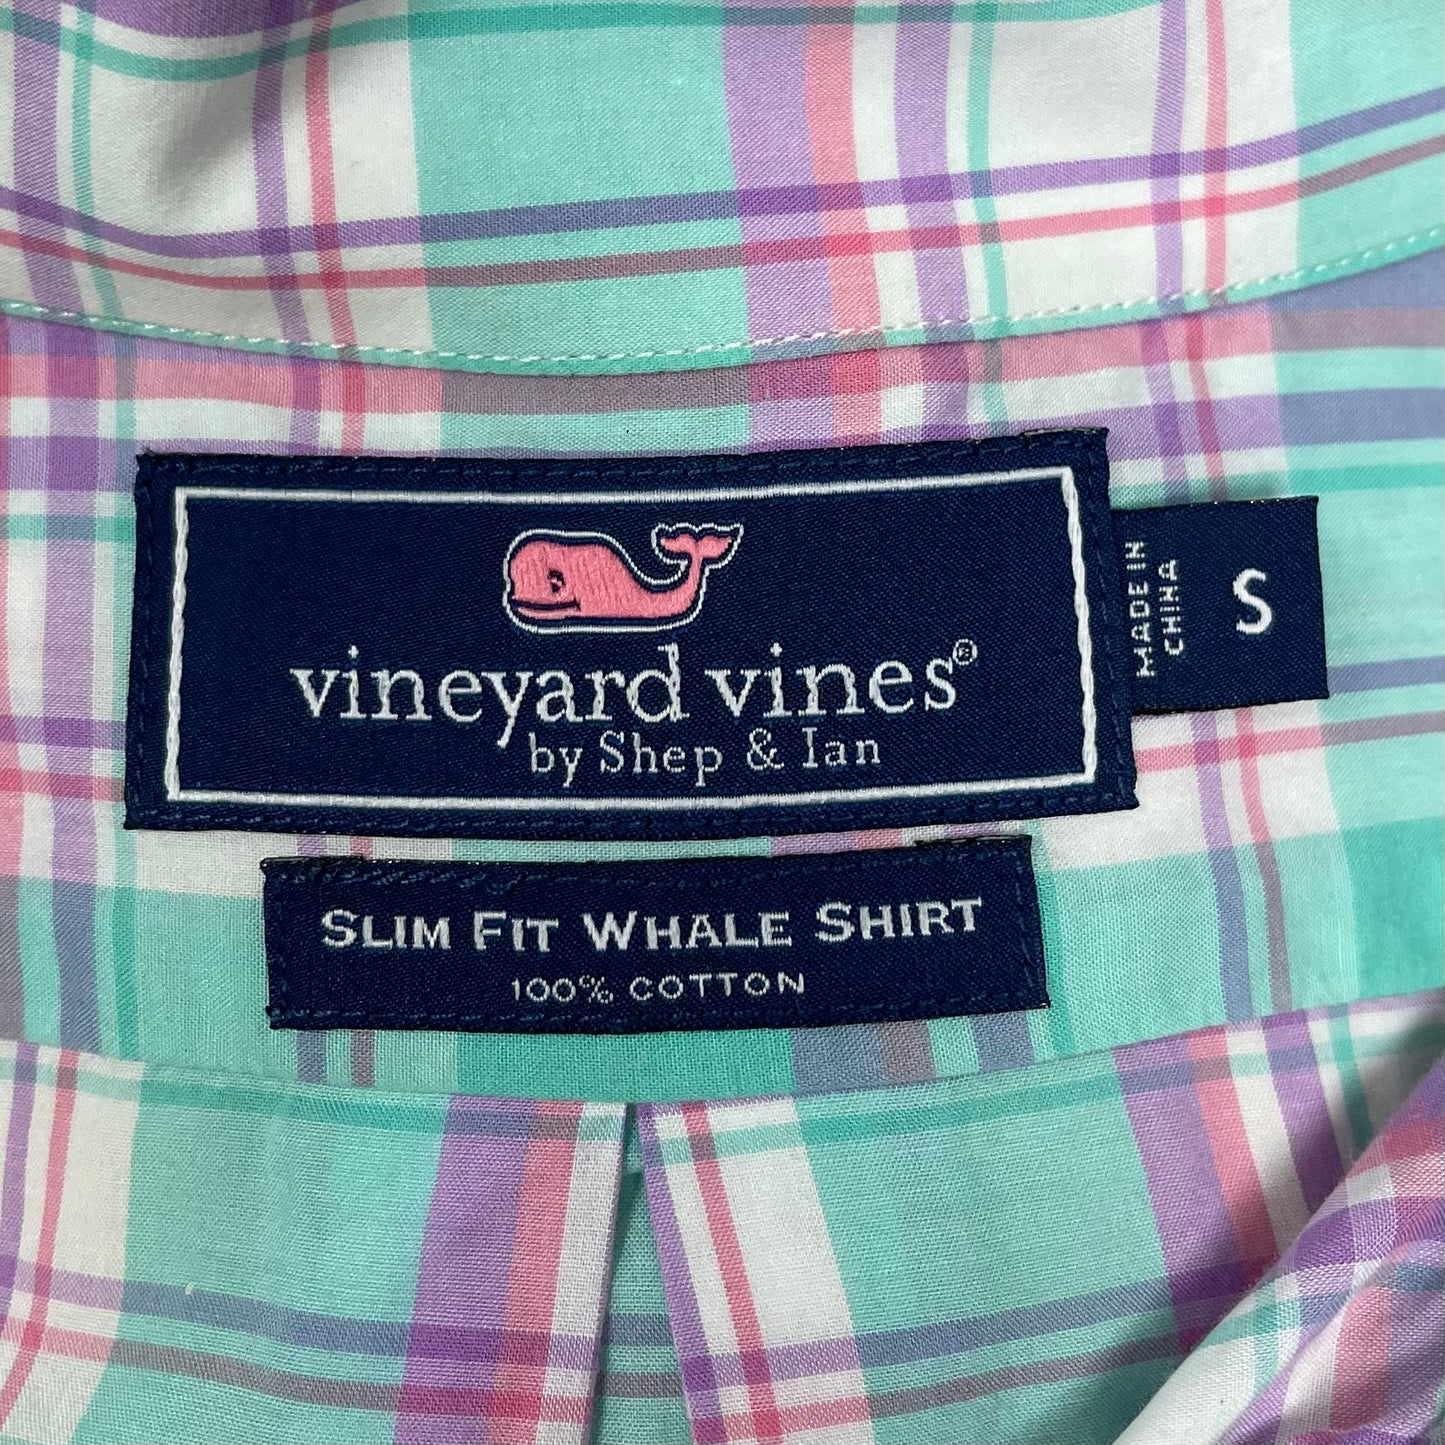 vineyard vines®
by Shep & Ian
MADE IN
CHINA
S
SLIM FIT WHALE SHIRT
100% COTTON